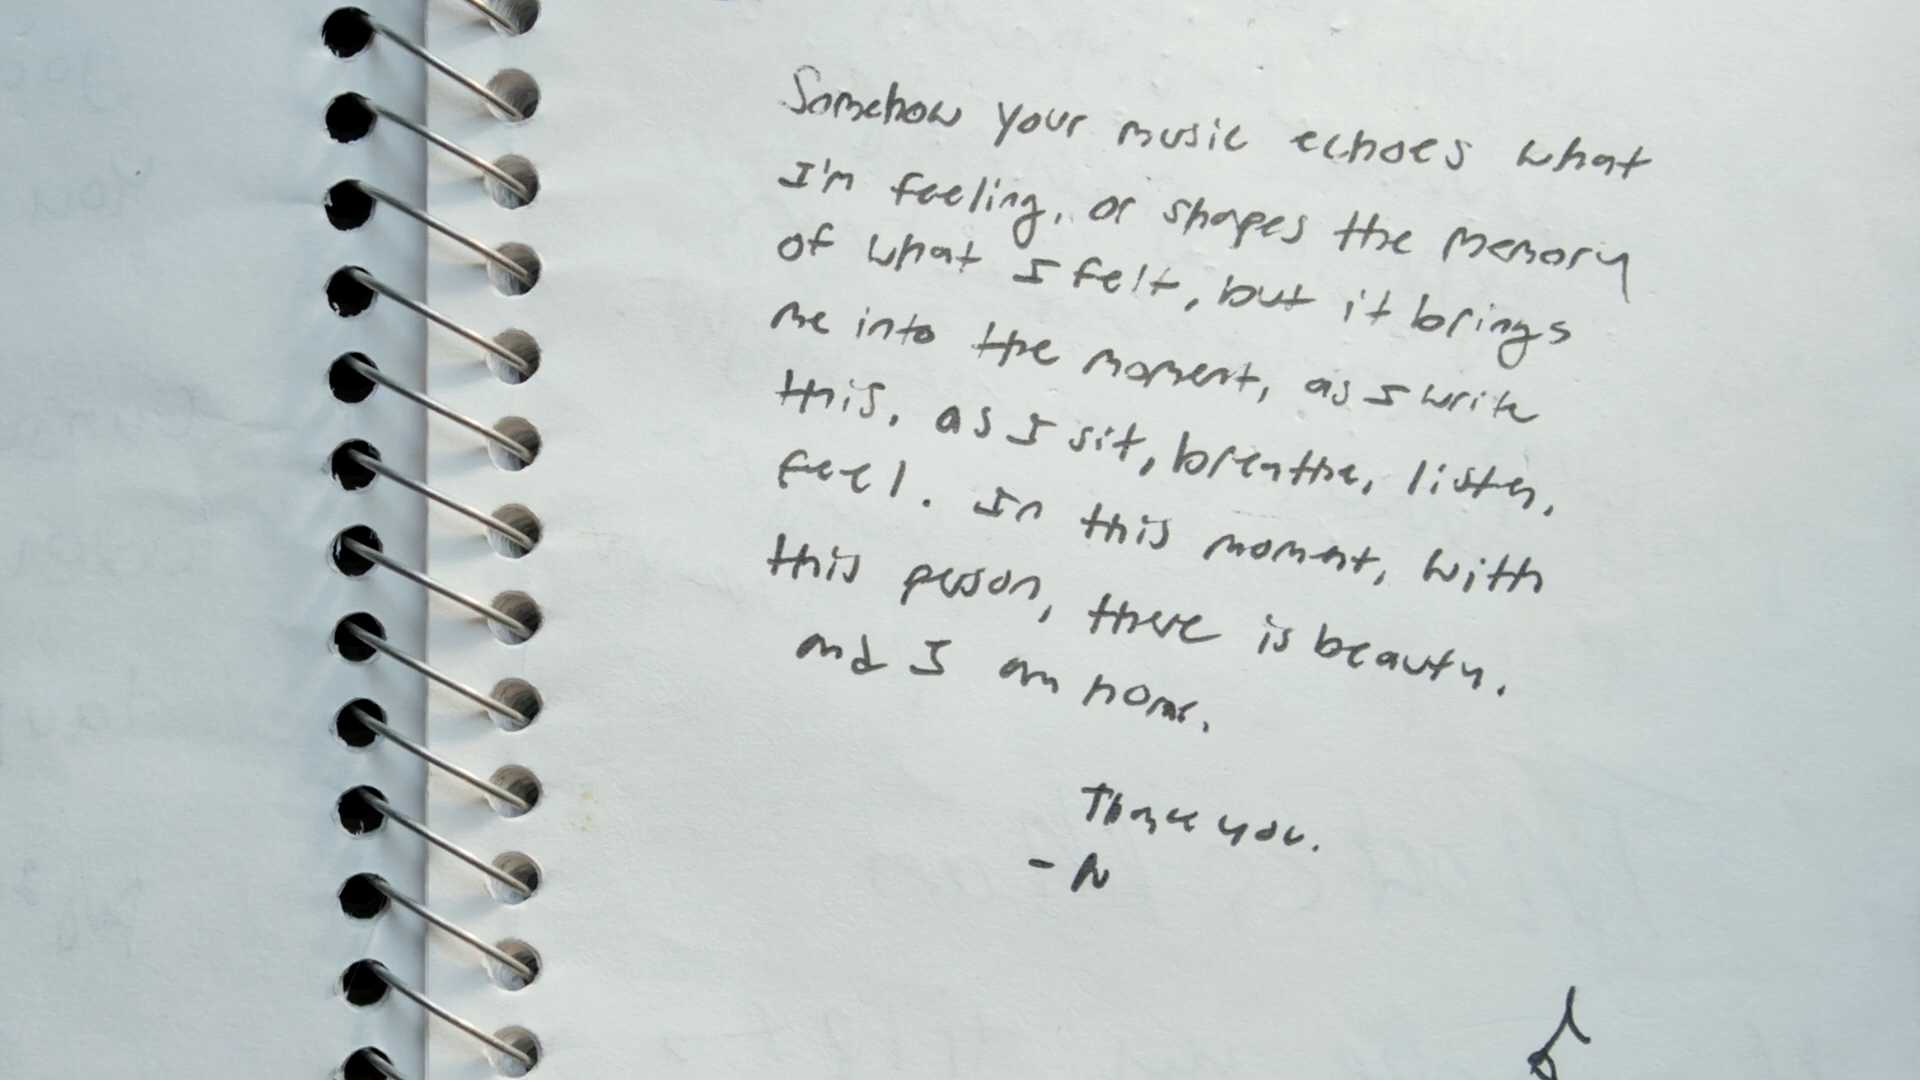 Somehow your music echoes what
I'm feeling, or shapes the memory
of what I felt, but it brings
me into the moment, as I write
this, as I sit, breathe, listen,
feel. In this moment, with
this person, there is beauty.
and I am home.
Thank you.
- N